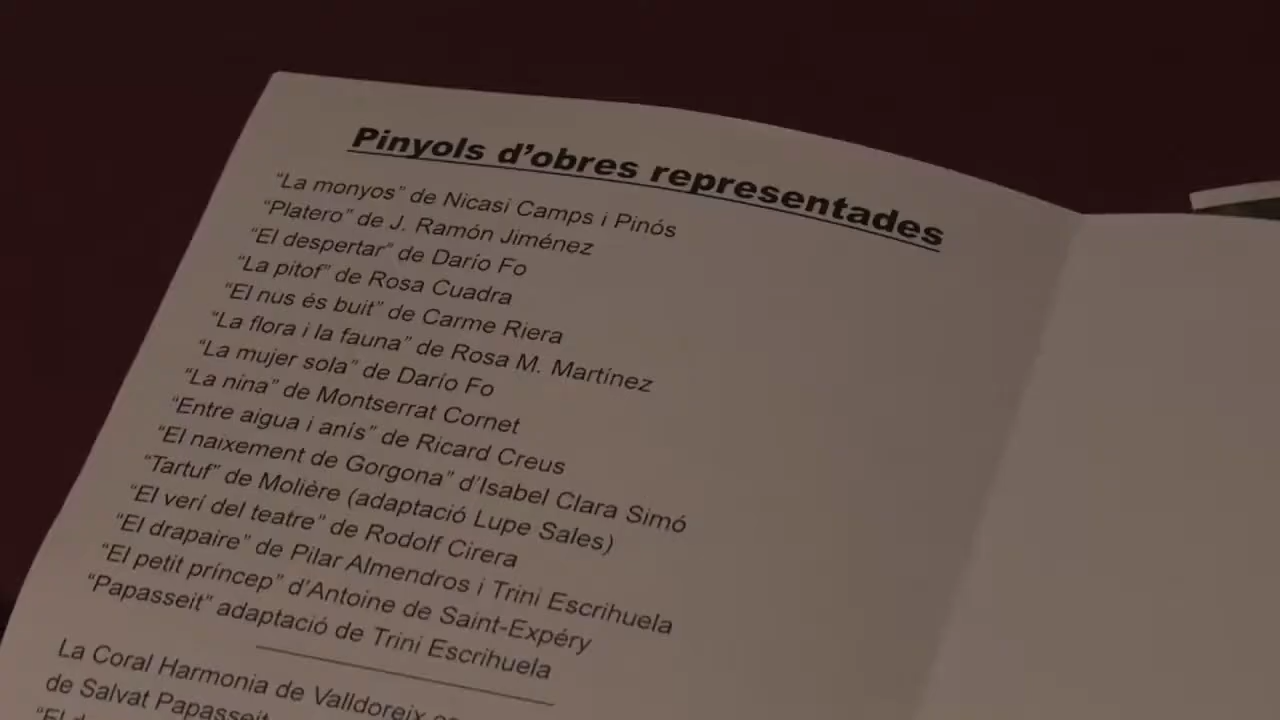 Pinyols d'obres representades
"La monyos" de Nicasi Camps i Pinós
"Platero" de J. Ramón Jiménez
"El despertar" de Darío Fo
"La pitof" de Rosa Cuadra
"El nus és buit" de Carme Riera
"La flora i la fauna" de Rosa M. Martínez
"La mujer sola" de Darío Fo
"La nina" de Montserrat Cornet
"Entre aigua i anís" de Ricard Creus
"El naixement de Gorgona" d'Isabel Clara Simó
"Tartuf" de Molière (adaptació Lupe Sales)
"El verí del teatre" de Rodolf Cirera
"El drapaire" de Pilar Almendros i Trini Escrihuela
"El petit príncep" d'Antoine de Saint-Expéry
"Papasseit" adaptació de Trini Escrihuela
La Coral Harmonia de Valldoreix
de Salvat Papasseit